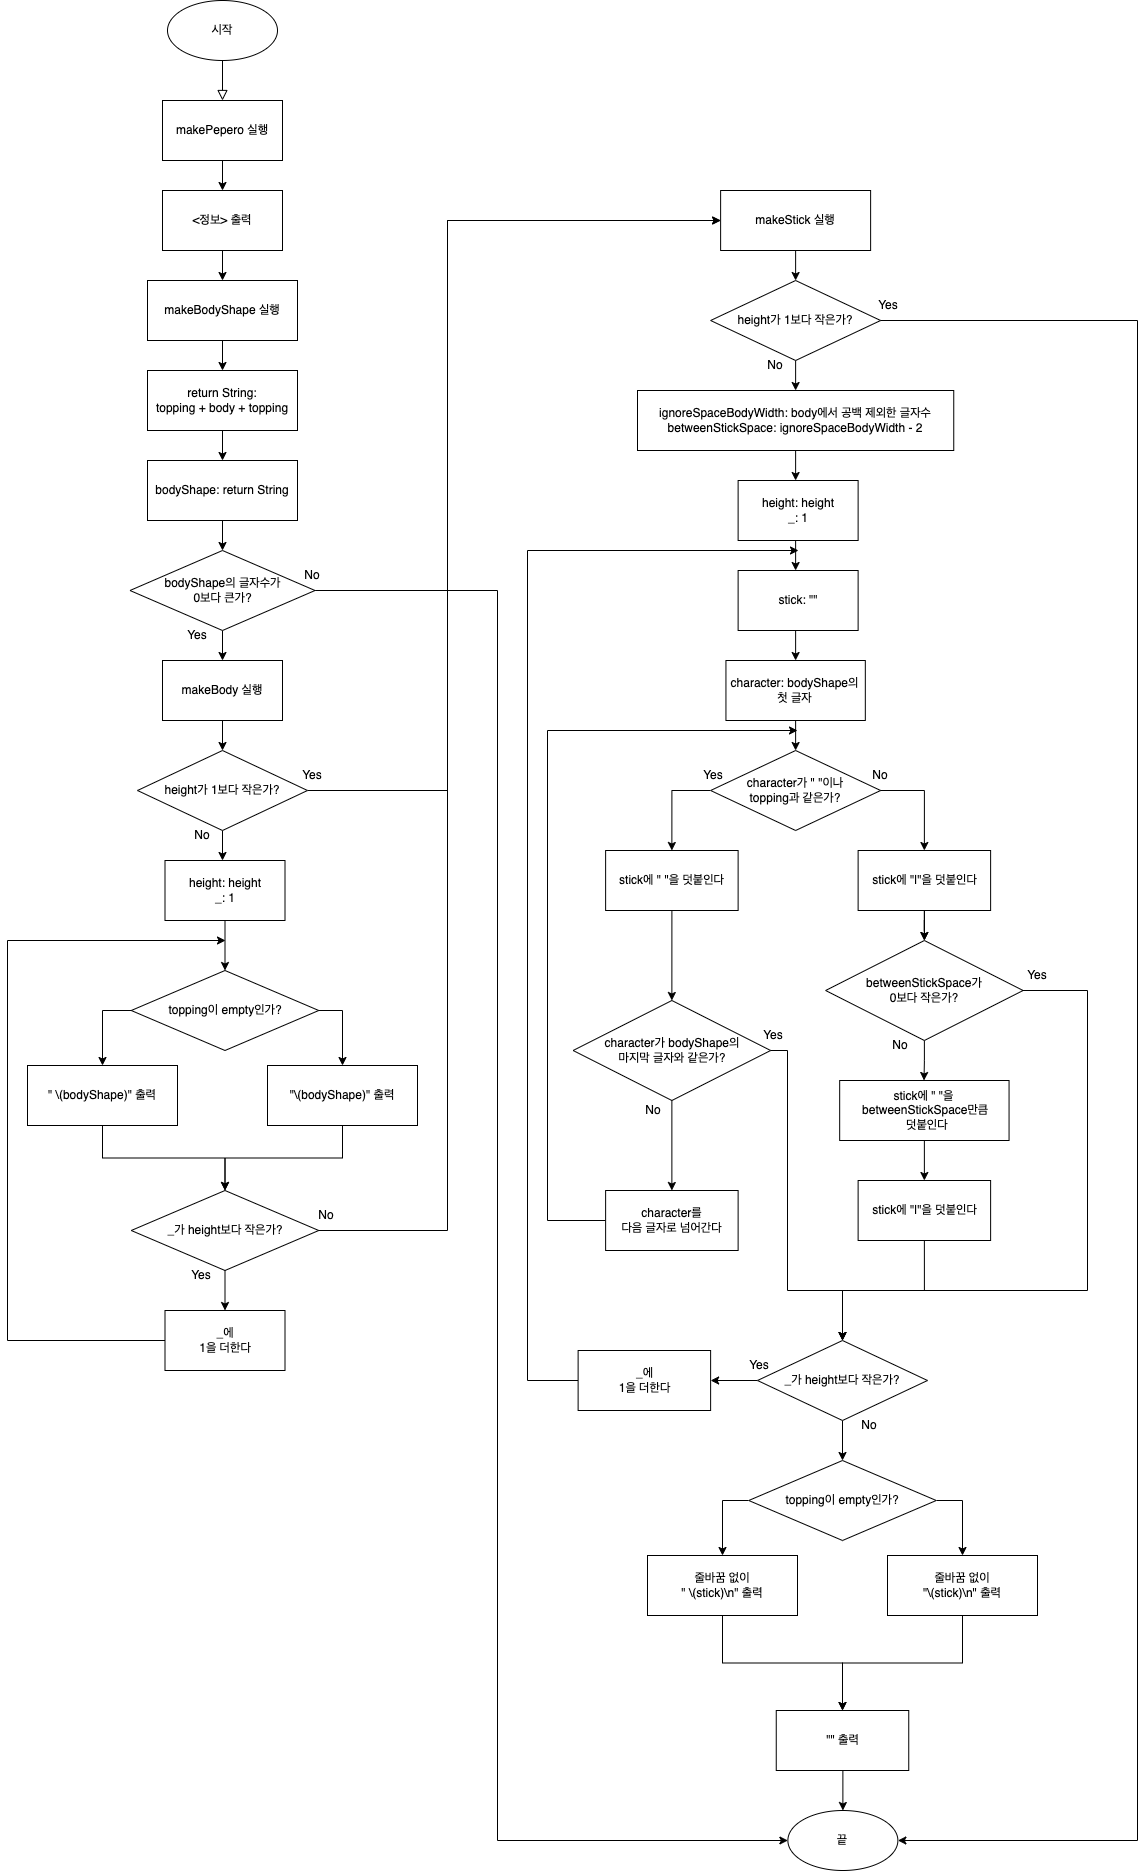 시작
makePepero 실행
<정보> 출력
makeBodyShape 실행
return String:
topping + body + topping
bodyShape: return String
bodyShape의 글자수가
0보다 큰가?
No
Yes
makeBody 실행
height가 1보다 작은가?
Yes
No
height: height
_: 1
topping이 empty인가?
" \(bodyShape)" 출력
"\(bodyShape)" 출력
_가 height보다 작은가?
No
Yes
_에
1을 더한다
makeStick 실행
height가 1보다 작은가?
Yes
No
ignoreSpaceBodyWidth: body에서 공백 제외한 글자수
betweenStickSpace: ignoreSpaceBodyWidth - 2
height: height
_: 1
stick: ""
character: bodyShape의
첫 글자
character가 " "이나
topping과 같은가?
Yes
No
stick에 " "을 덧붙인다
stick에 "I"을 덧붙인다
character가 bodyShape의
마지막 글자와 같은가?
Yes
No
character를
다음 글자로 넘어간다
betweenStickSpace가
0보다 작은가?
Yes
No
stick에 " "을
betweenStickSpace만큼
덧붙인다
stick에 "I"을 덧붙인다
_가 height보다 작은가?
Yes
No
_에
1을 더한다
topping이 empty인가?
줄바꿈 없이
" \(stick)\n" 출력
줄바꿈 없이
"\(stick)\n" 출력
"" 출력
끝